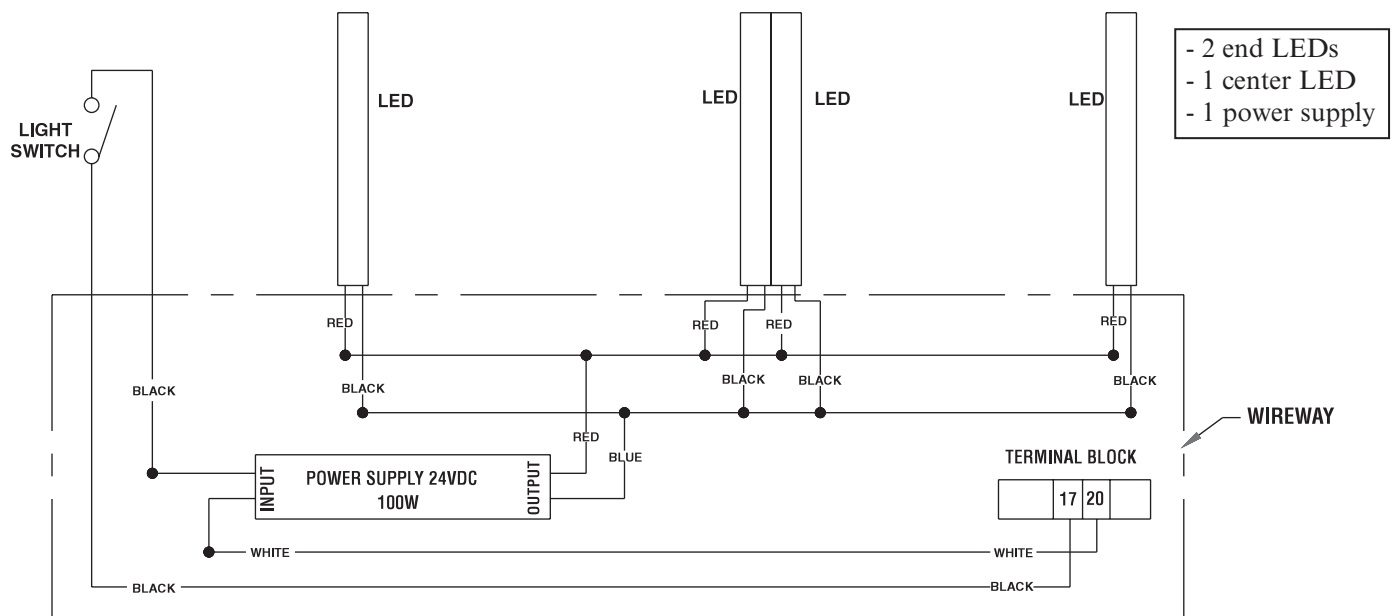 - 2 end LEDs
- 1 center LED
- 1 power supply
LED
LED
LED
LED
LIGHT
SWITCH
RED
RED
RED
RED
BLACK
BLACK
BLACK
BLACK
BLACK
RED
BLUE
WIREWAY
TERMINAL BLOCK
INPUT
POWER SUPPLY 24VDC
100W
OUTPUT
17
20
WHITE
WHITE
BLACK
BLACK